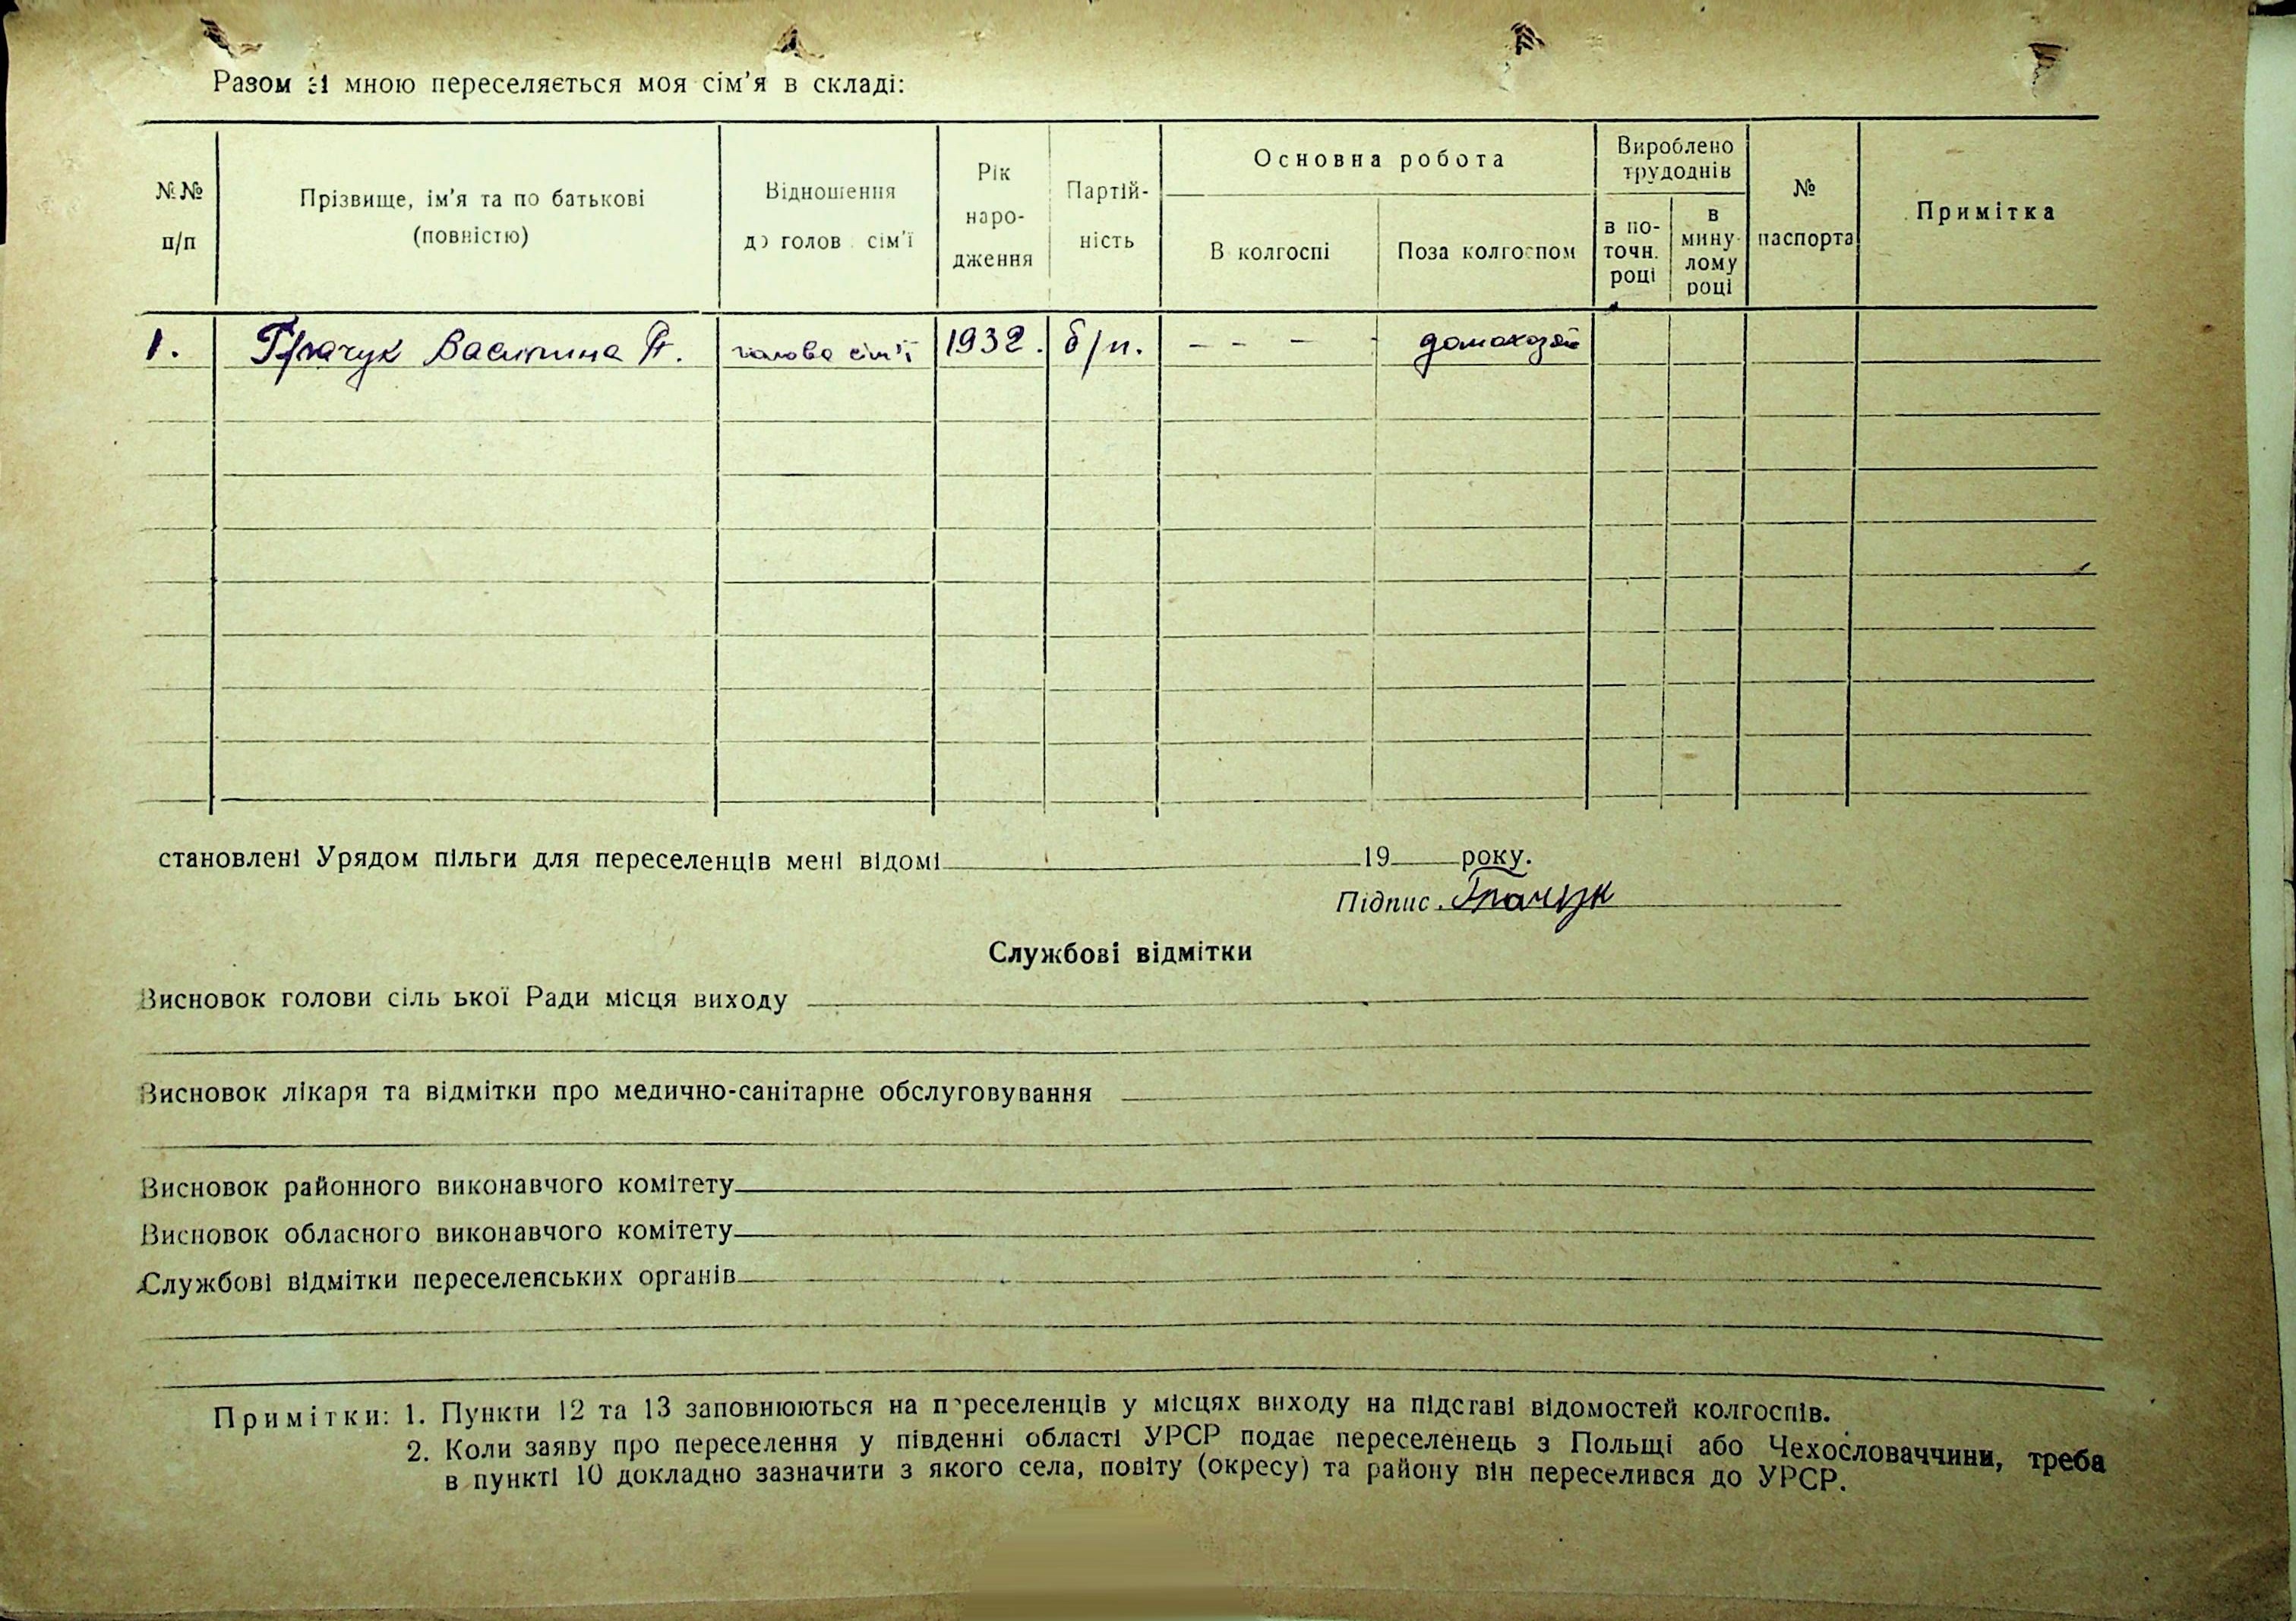 Разом зі мною переселяється моя сім'я в складі:
№№ п/п
Прізвище, ім'я та по батькові (повністю)
Відношення до голов сім'ї
Рік народження
Партійність
Основна робота
В колгоспі
Поза колгоспом
Вироблено трудоднів
в поточн. році
в минулому році
№ паспорта
Примітка
1. Василина голова сім'ї 1932. б/п. - - - - домохоз
становлені Урядом пільги для переселенців мені відомі 19 року.
Підпис.
Службові відмітки
Висновок голови сіль ької Ради місця виходу
Висновок лікаря та відмітки про медично-санітарне обслуговування
Висновок районного виконавчого комітету
Висновок обласного виконавчого комітету
Службові відмітки переселенських органів
Примітки: 1. Пункти 12 та 13 заповнюються на переселенців у місцях виходу на підставі відомостей колгоспів.
2. Коли заяву про переселення у південні області УРСР подає переселенець з Польщі або Чехословаччини, треба
в пункті 10 докладно зазначити з якого села, повіту (окресу) та району він переселився до УРСР.